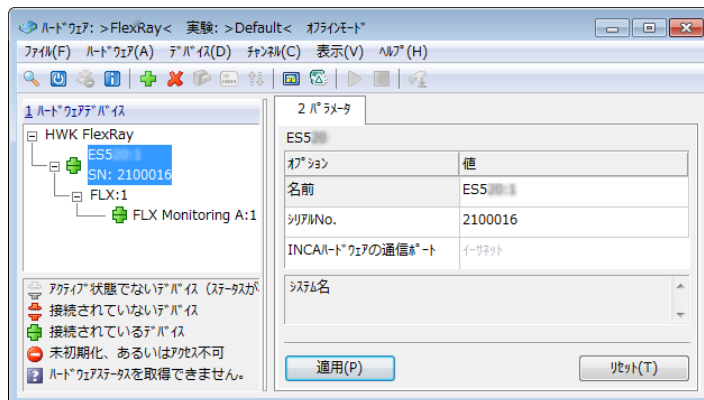 ﾊｰﾄﾞｳｪｱ: >FlexRay<  実験: >Default<  ｵﾌﾗｲﾝﾓｰﾄﾞ
ﾌｧｲﾙ(F) ﾊｰﾄﾞｳｪｱ(A) ﾃﾞﾊﾞｲｽ(D) ﾁｬﾝﾈﾙ(C) 表示(V) ﾍﾙﾌﾟ(H)
1 ﾊｰﾄﾞｳｪｱﾃﾞﾊﾞｲｽ
HWK FlexRay
ES5
SN: 2100016
FLX:1
FLX Monitoring A:1
ｱｸﾃｨﾌﾞ状態でないﾃﾞﾊﾞｲｽ (ｽﾃｰﾀｽが
接続されていないﾃﾞﾊﾞｲｽ
接続されているﾃﾞﾊﾞｲｽ
未初期化、あるいはｱｸｾｽ不可
ﾊｰﾄﾞｳｪｱｽﾃｰﾀｽを取得できません。
2 ﾊﾟﾗﾒｰﾀ
ES5
ｵﾌﾟｼｮﾝ 値
名前 ES5
ｼﾘｱﾙNo. 2100016
INCAﾊｰﾄﾞｳｪｱの通信ﾎﾟｰﾄ ｲｰｻﾈｯﾄ
ｼｽﾃﾑ名
適用(P) ﾘｾｯﾄ(T)